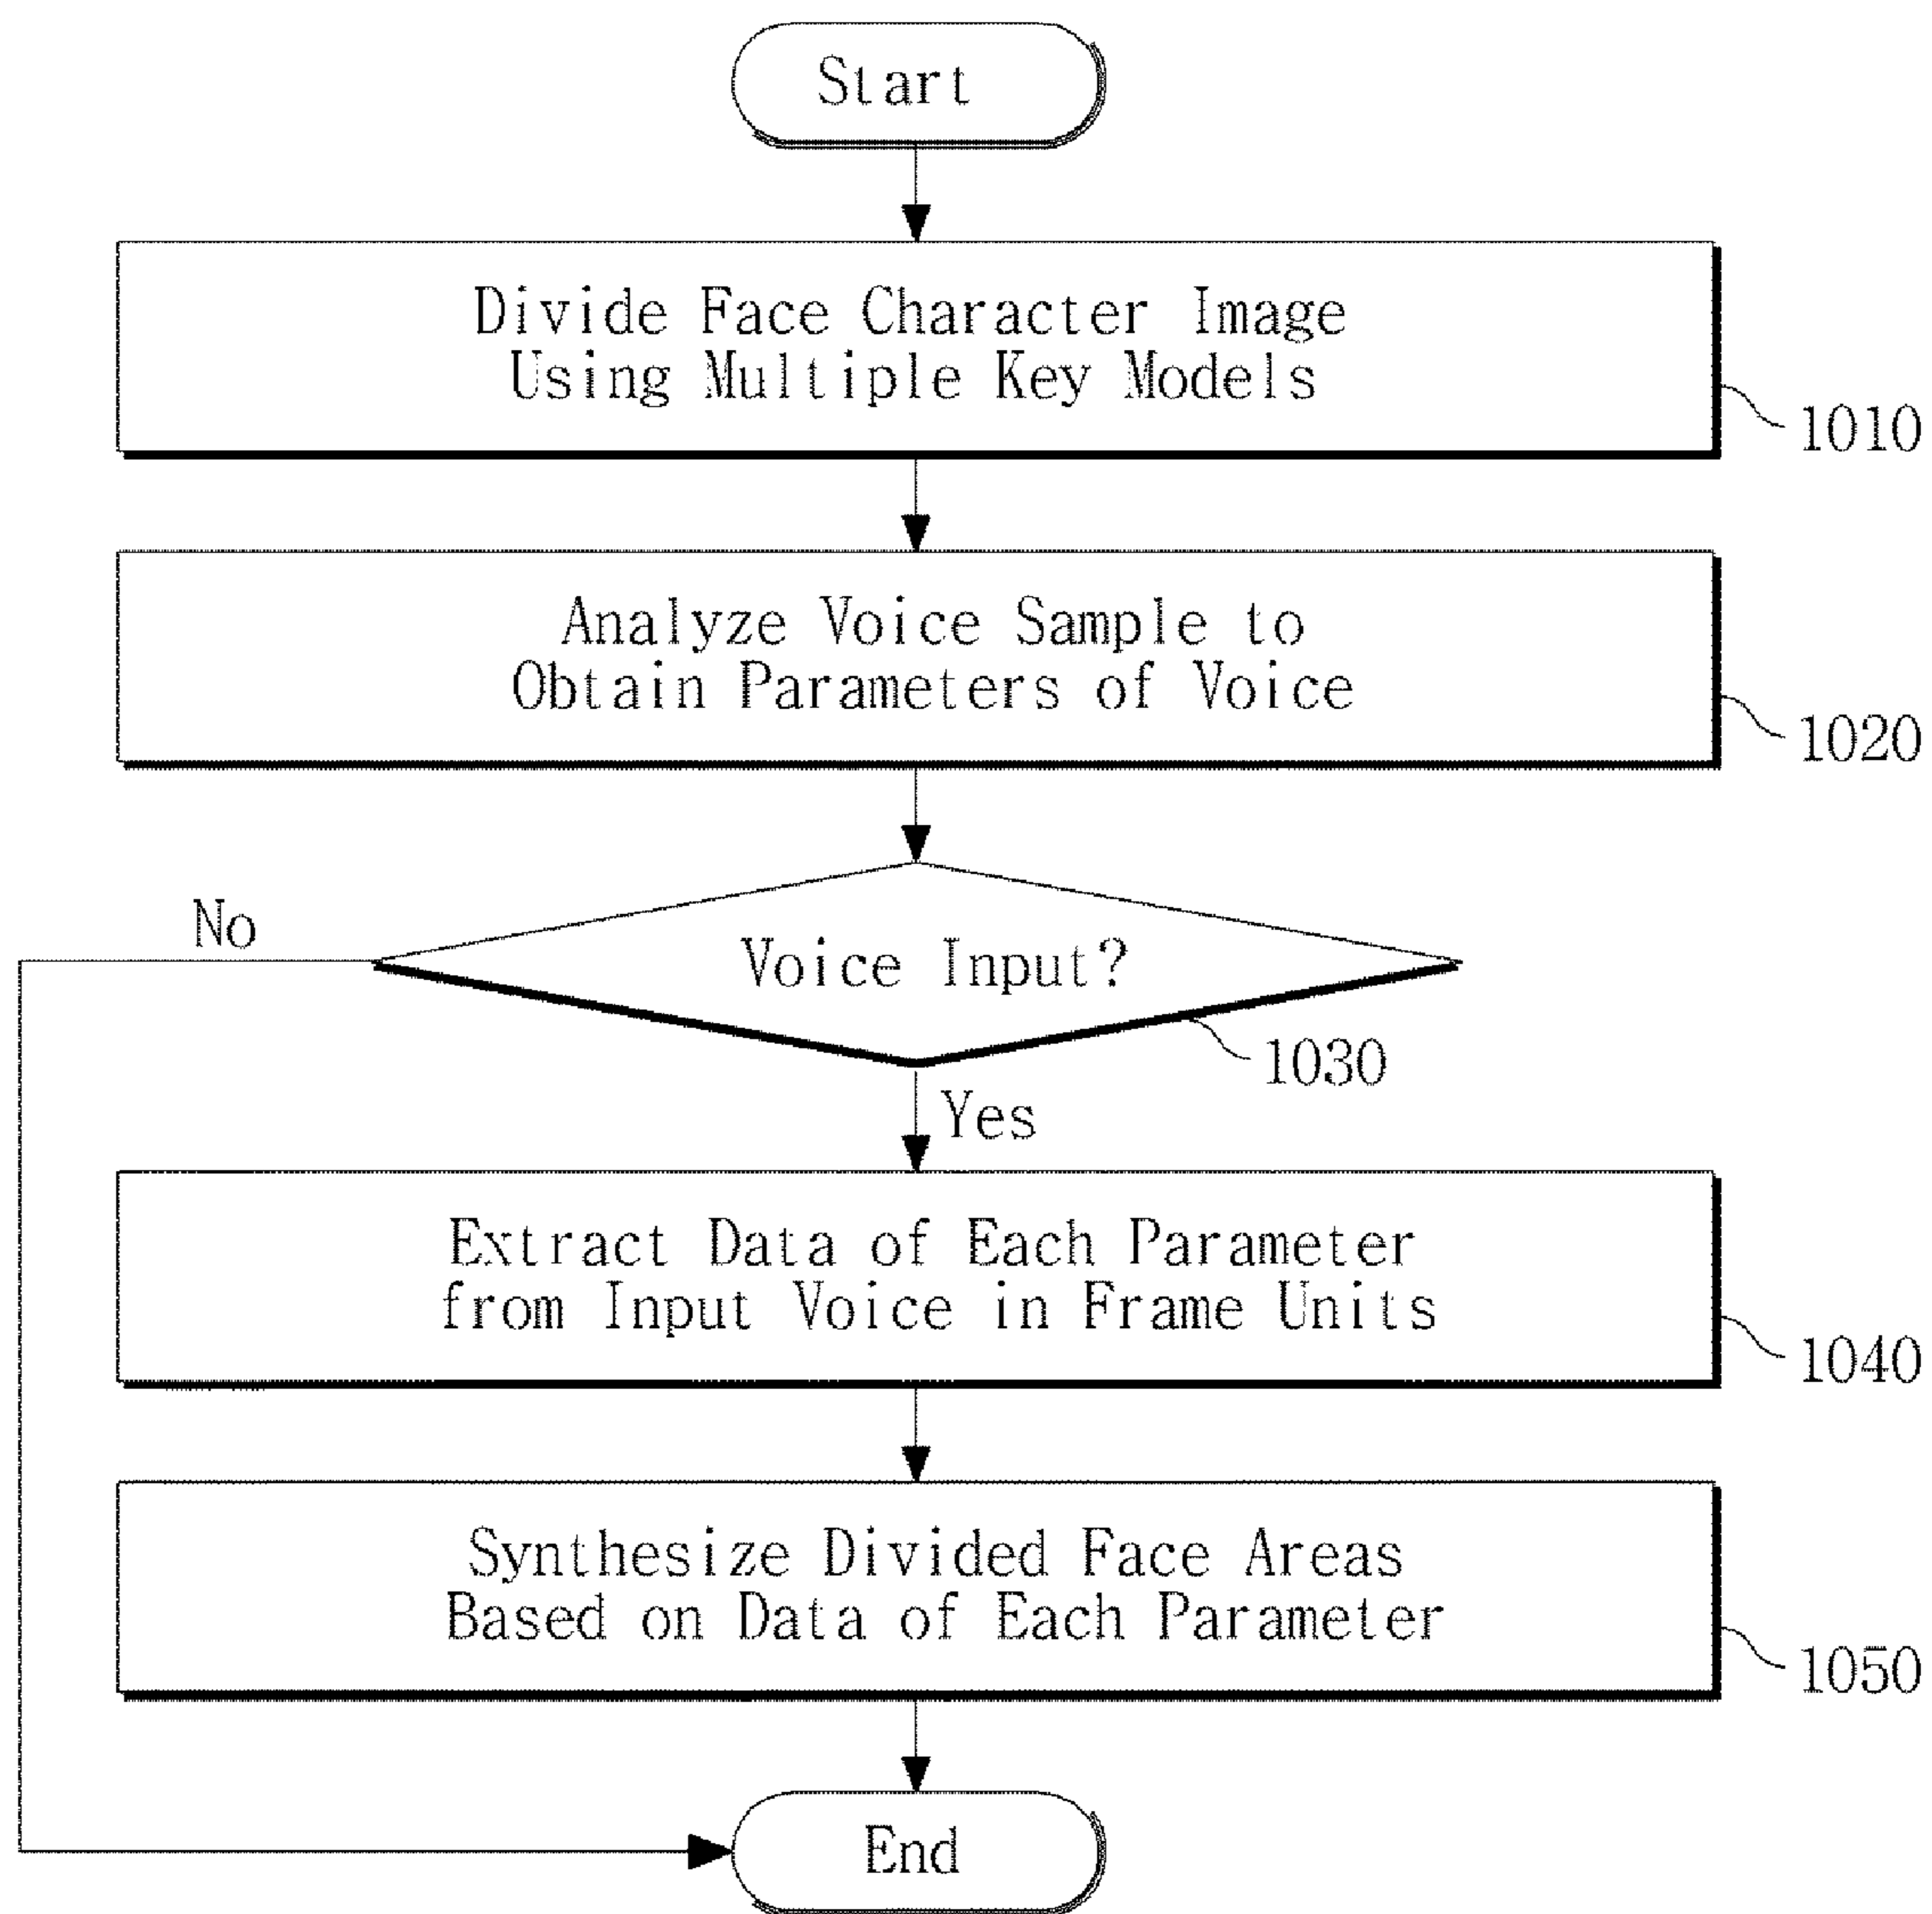 Start
Divide Face Character Image
Using Multiple Key Models
1010
Analyze Voice Sample to
Obtain Parameters of Voice
1020
No
Voice Input?
1030
Yes
Extract Data of Each Parameter
from Input Voice in Frame Units
1040
Synthesize Divided Face Areas
Based on Data of Each Parameter
1050
End